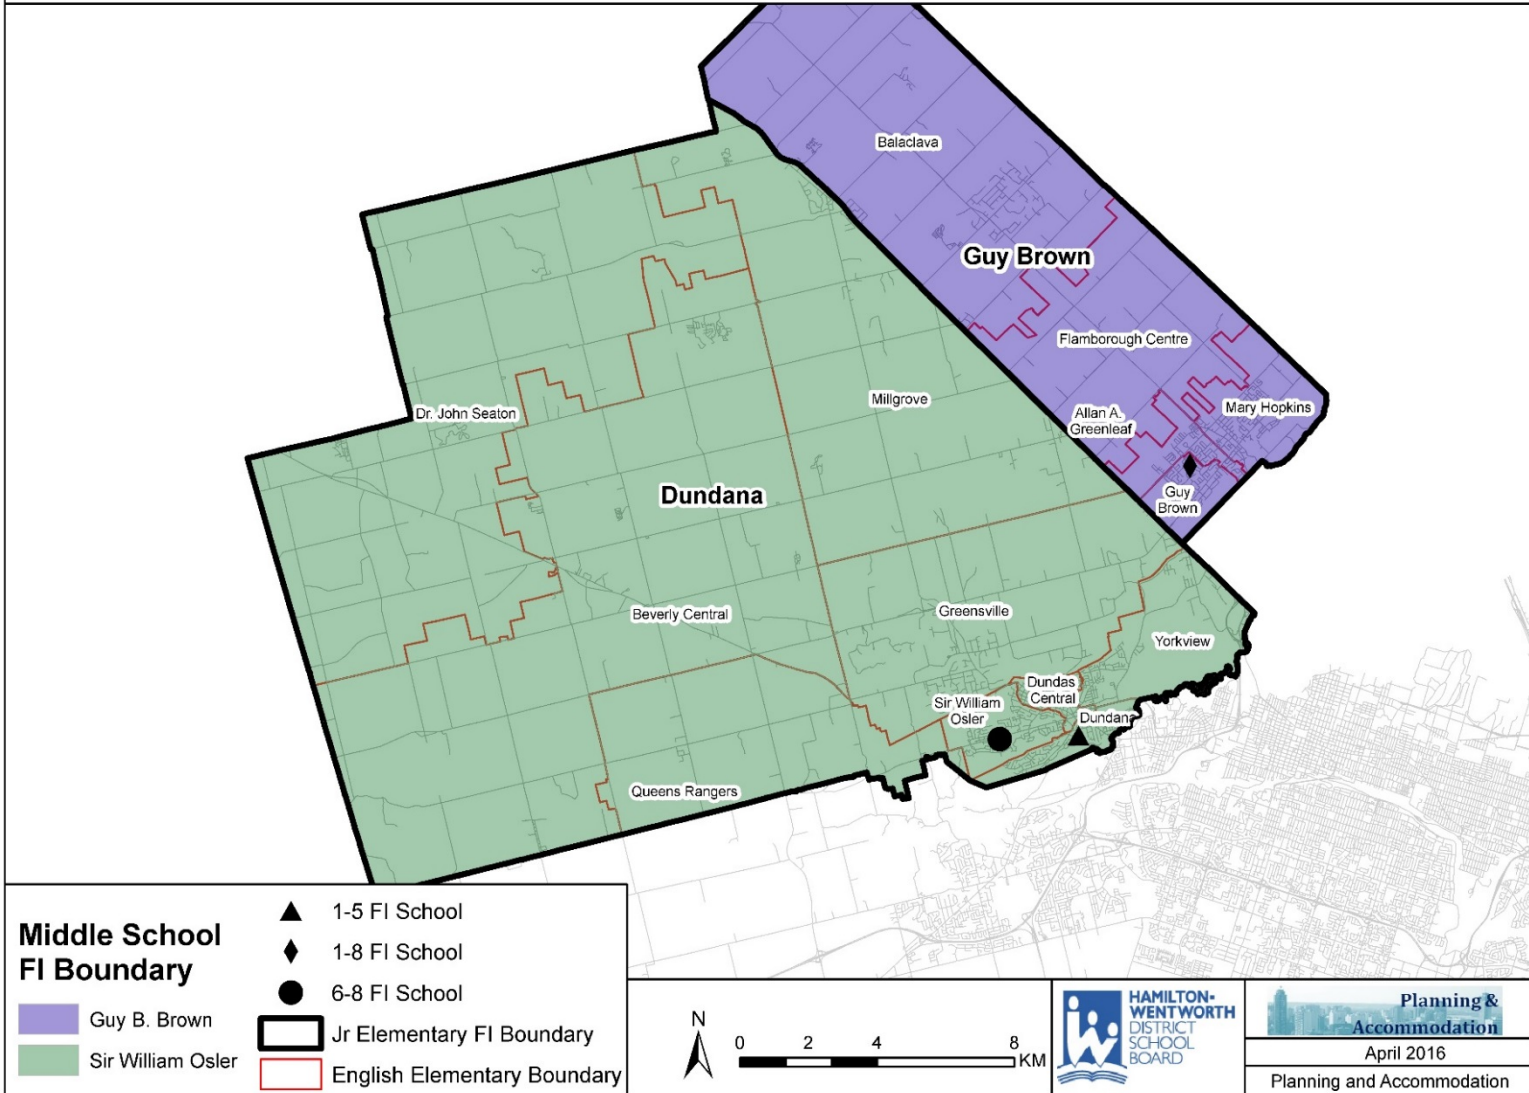 Balaclava
Guy Brown
Flamborough Centre
Dr. John Seaton
Millgrove
Allan A.
Greenleaf
Mary Hopkins
Dundana
Guy
Brown
Beverly Central
Greensville
Yorkview
Dundas
Central
Sir William
Osler
Dundana
Queens Rangers
Middle School
FI Boundary
Guy B. Brown
Sir William Osler
1-5 FI School
1-8 FI School
6-8 FI School
Jr Elementary FI Boundary
English Elementary Boundary
N
0 2 4 8
KM
HAMILTON-
WENTWORTH
DISTRICT
SCHOOL
BOARD
Planning &
Accommodation
April 2016
Planning and Accommodation